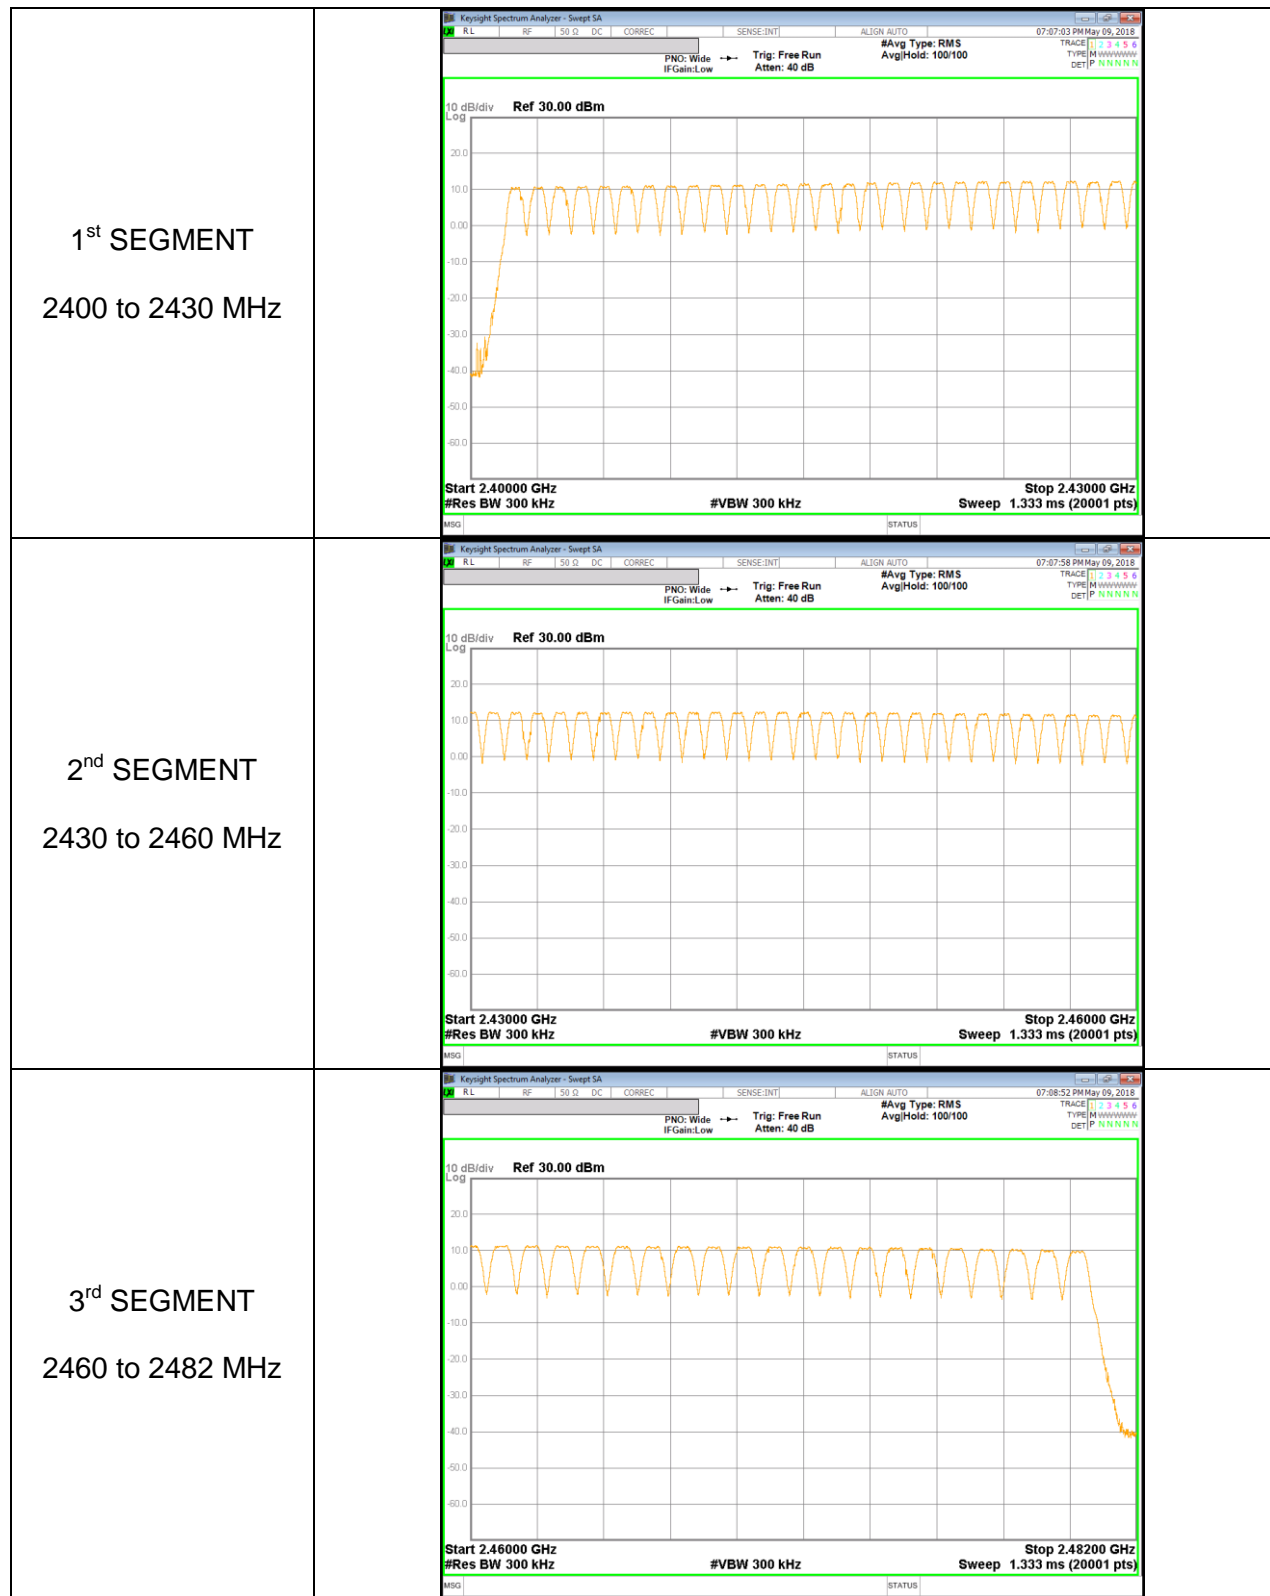 1st SEGMENT
2400 to 2430 MHz
Keysight Spectrum Analyzer - Swept SA
RL RF 50 Ω DC CORREC SENSE:INT ALIGN AUTO 07:07:03 PM May 09, 2018
#Avg Type: RMS TRACE 1 2 3 4 5 6
PNO: Wide Trig: Free Run Avg|Hold: 100/100 TYPE M WWWWW
IFGain:Low Atten: 40 dB DET P N N N N N
10 dB/div Ref 30.00 dBm
Log
20.0
10.0
0.00
-10.0
-20.0
-30.0
-40.0
-50.0
-60.0
Start 2.40000 GHz Stop 2.43000 GHz
#Res BW 300 kHz #VBW 300 kHz Sweep 1.333 ms (20001 pts)
MSG STATUS
2nd SEGMENT
2430 to 2460 MHz
Keysight Spectrum Analyzer - Swept SA
RL RF 50 Ω DC CORREC SENSE:INT ALIGN AUTO 07:07:58 PM May 09, 2018
#Avg Type: RMS TRACE 1 2 3 4 5 6
PNO: Wide Trig: Free Run Avg|Hold: 100/100 TYPE M WWWWW
IFGain:Low Atten: 40 dB DET P N N N N N
10 dB/div Ref 30.00 dBm
Log
20.0
10.0
0.00
-10.0
-20.0
-30.0
-40.0
-50.0
-60.0
Start 2.43000 GHz Stop 2.46000 GHz
#Res BW 300 kHz #VBW 300 kHz Sweep 1.333 ms (20001 pts)
MSG STATUS
3rd SEGMENT
2460 to 2482 MHz
Keysight Spectrum Analyzer - Swept SA
RL RF 50 Ω DC CORREC SENSE:INT ALIGN AUTO 07:08:52 PM May 09, 2018
#Avg Type: RMS TRACE 1 2 3 4 5 6
PNO: Wide Trig: Free Run Avg|Hold: 100/100 TYPE M WWWWW
IFGain:Low Atten: 40 dB DET P N N N N N
10 dB/div Ref 30.00 dBm
Log
20.0
10.0
0.00
-10.0
-20.0
-30.0
-40.0
-50.0
-60.0
Start 2.46000 GHz Stop 2.48200 GHz
#Res BW 300 kHz #VBW 300 kHz Sweep 1.333 ms (20001 pts)
MSG STATUS